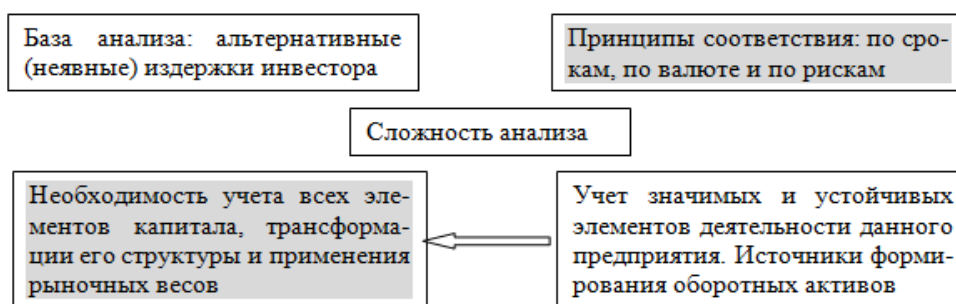 База анализа: альтернативные
(неявные) издержки инвестора
Принципы соответствия: по сро-
кам, по валюте и по рискам
Сложность анализа
Необходимость учета всех эле-
ментов капитала, трансформа-
ции его структуры и применения
рыночных весов
Учет значимых и устойчивых
элементов деятельности данного
предприятия. Источники форми-
рования оборотных активов